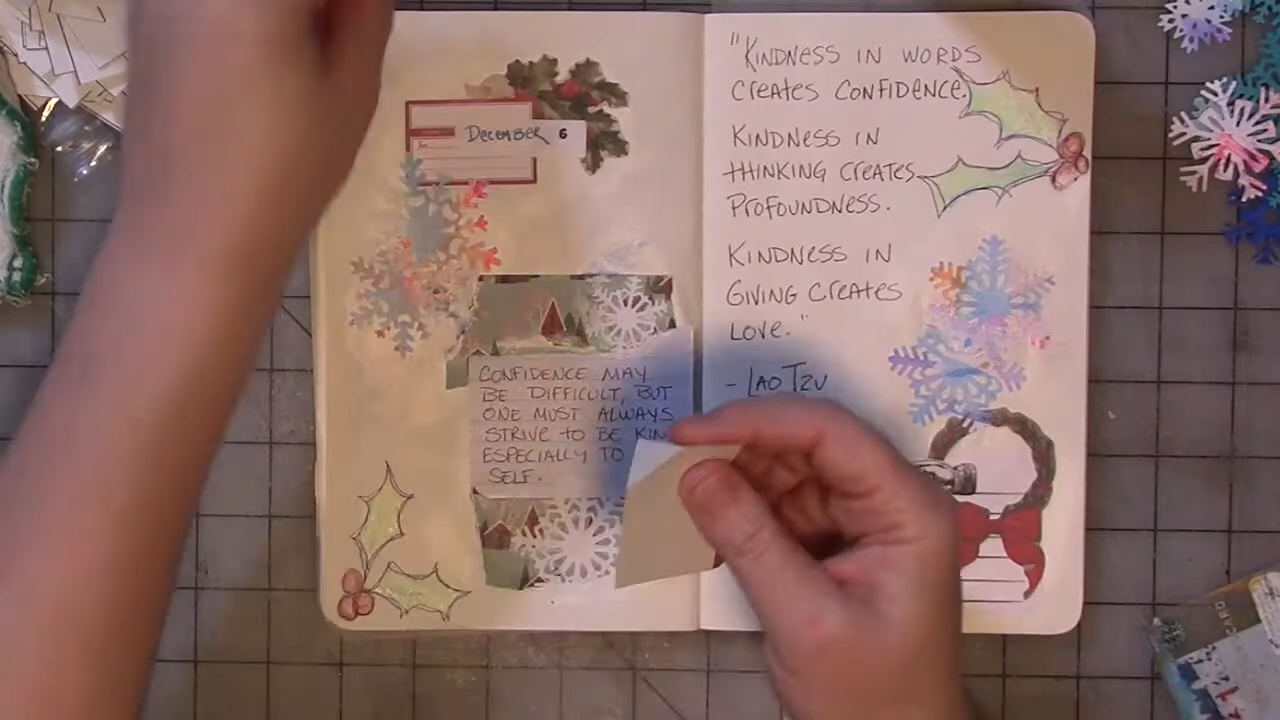 December 6
CONFIDENCE MAY
BE DIFFICULT, BUT
ONE MUST ALWAYS
STRIVE TO BE
ESPECIALLY TO
SELF.
"KINDNESS IN WORDS
CREATES CONFIDENCE.
KINDNESS IN
THINKING CREATES
PROFOUNDNESS.
KINDNESS IN
GIVING CREATES
LOVE."
- LAO TZU
CARD